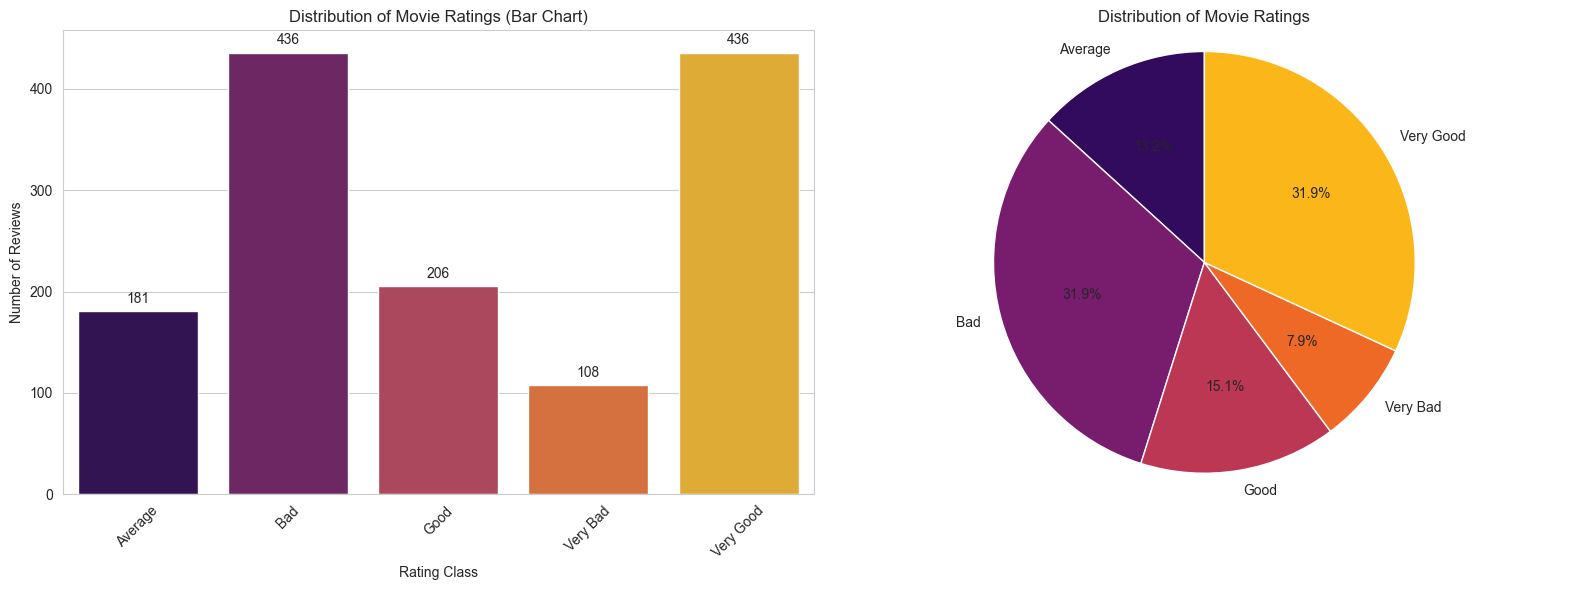 Distribution of Movie Ratings (Bar Chart)
Number of Reviews
400
300
200
100
0
181
436
206
108
436
Average
Bad
Good
Very Bad
Very Good
Rating Class
Distribution of Movie Ratings
Average
Very Good
31.9%
31.9%
Bad
7.9%
15.1%
Very Bad
Good